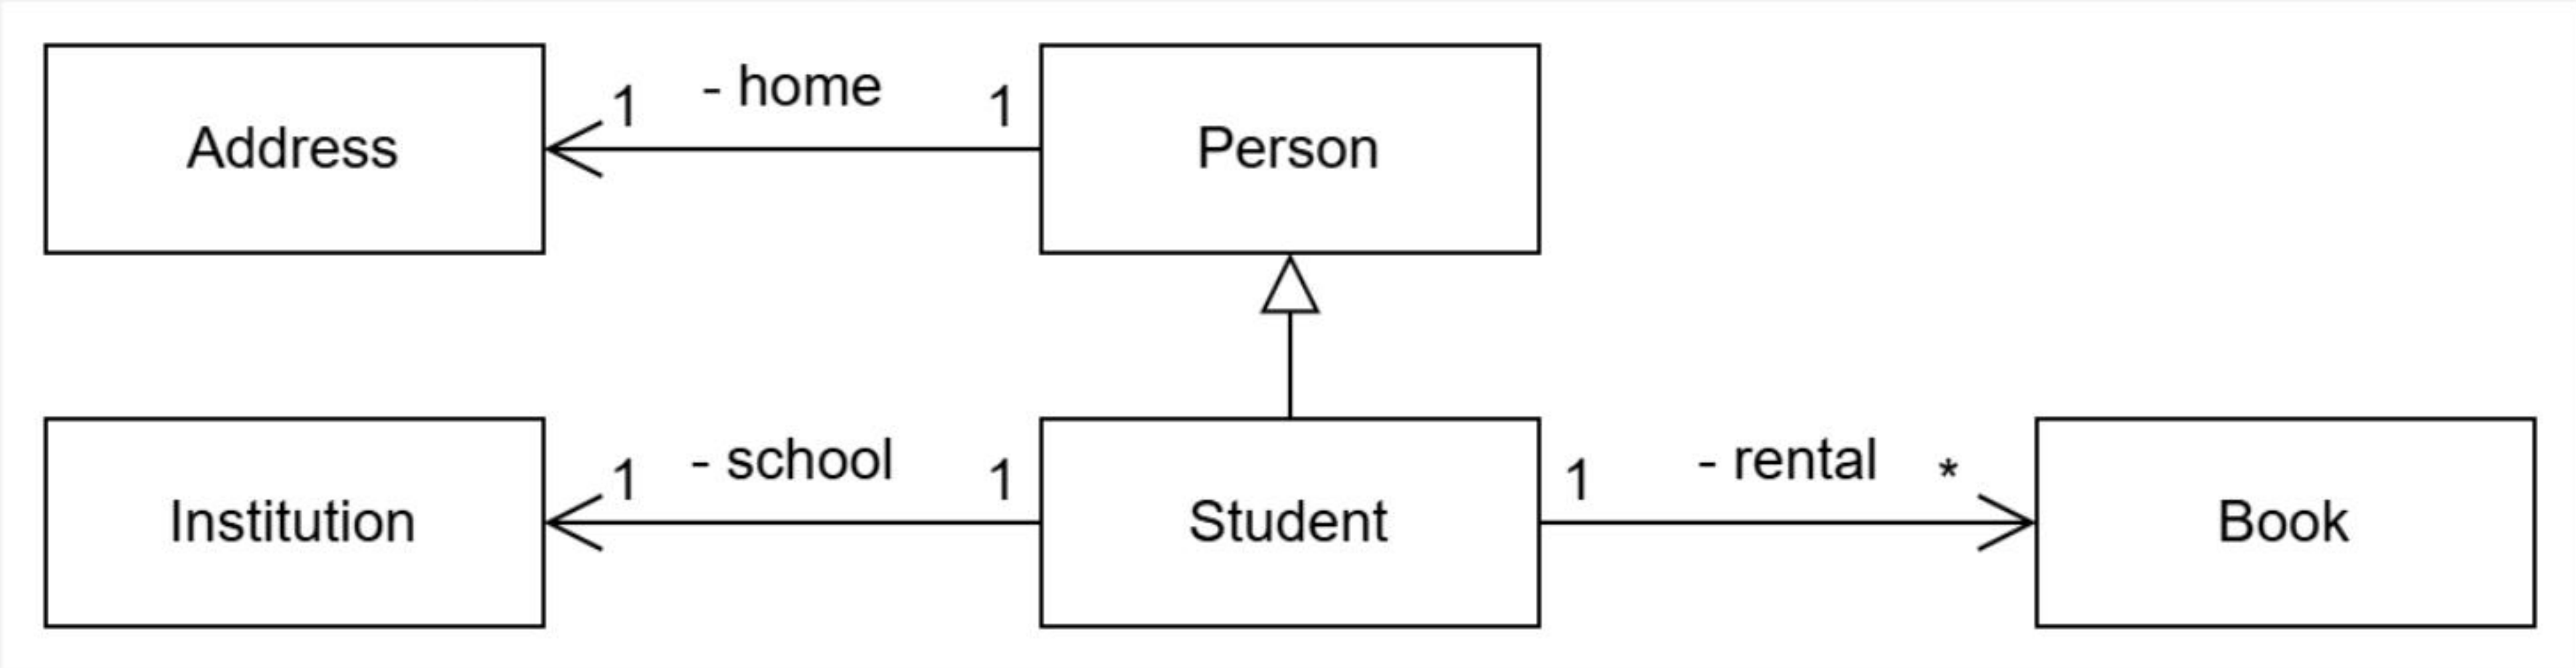 Address
1
- home
1
Person
Institution
1
- school
1
Student
1
- rental
*
Book